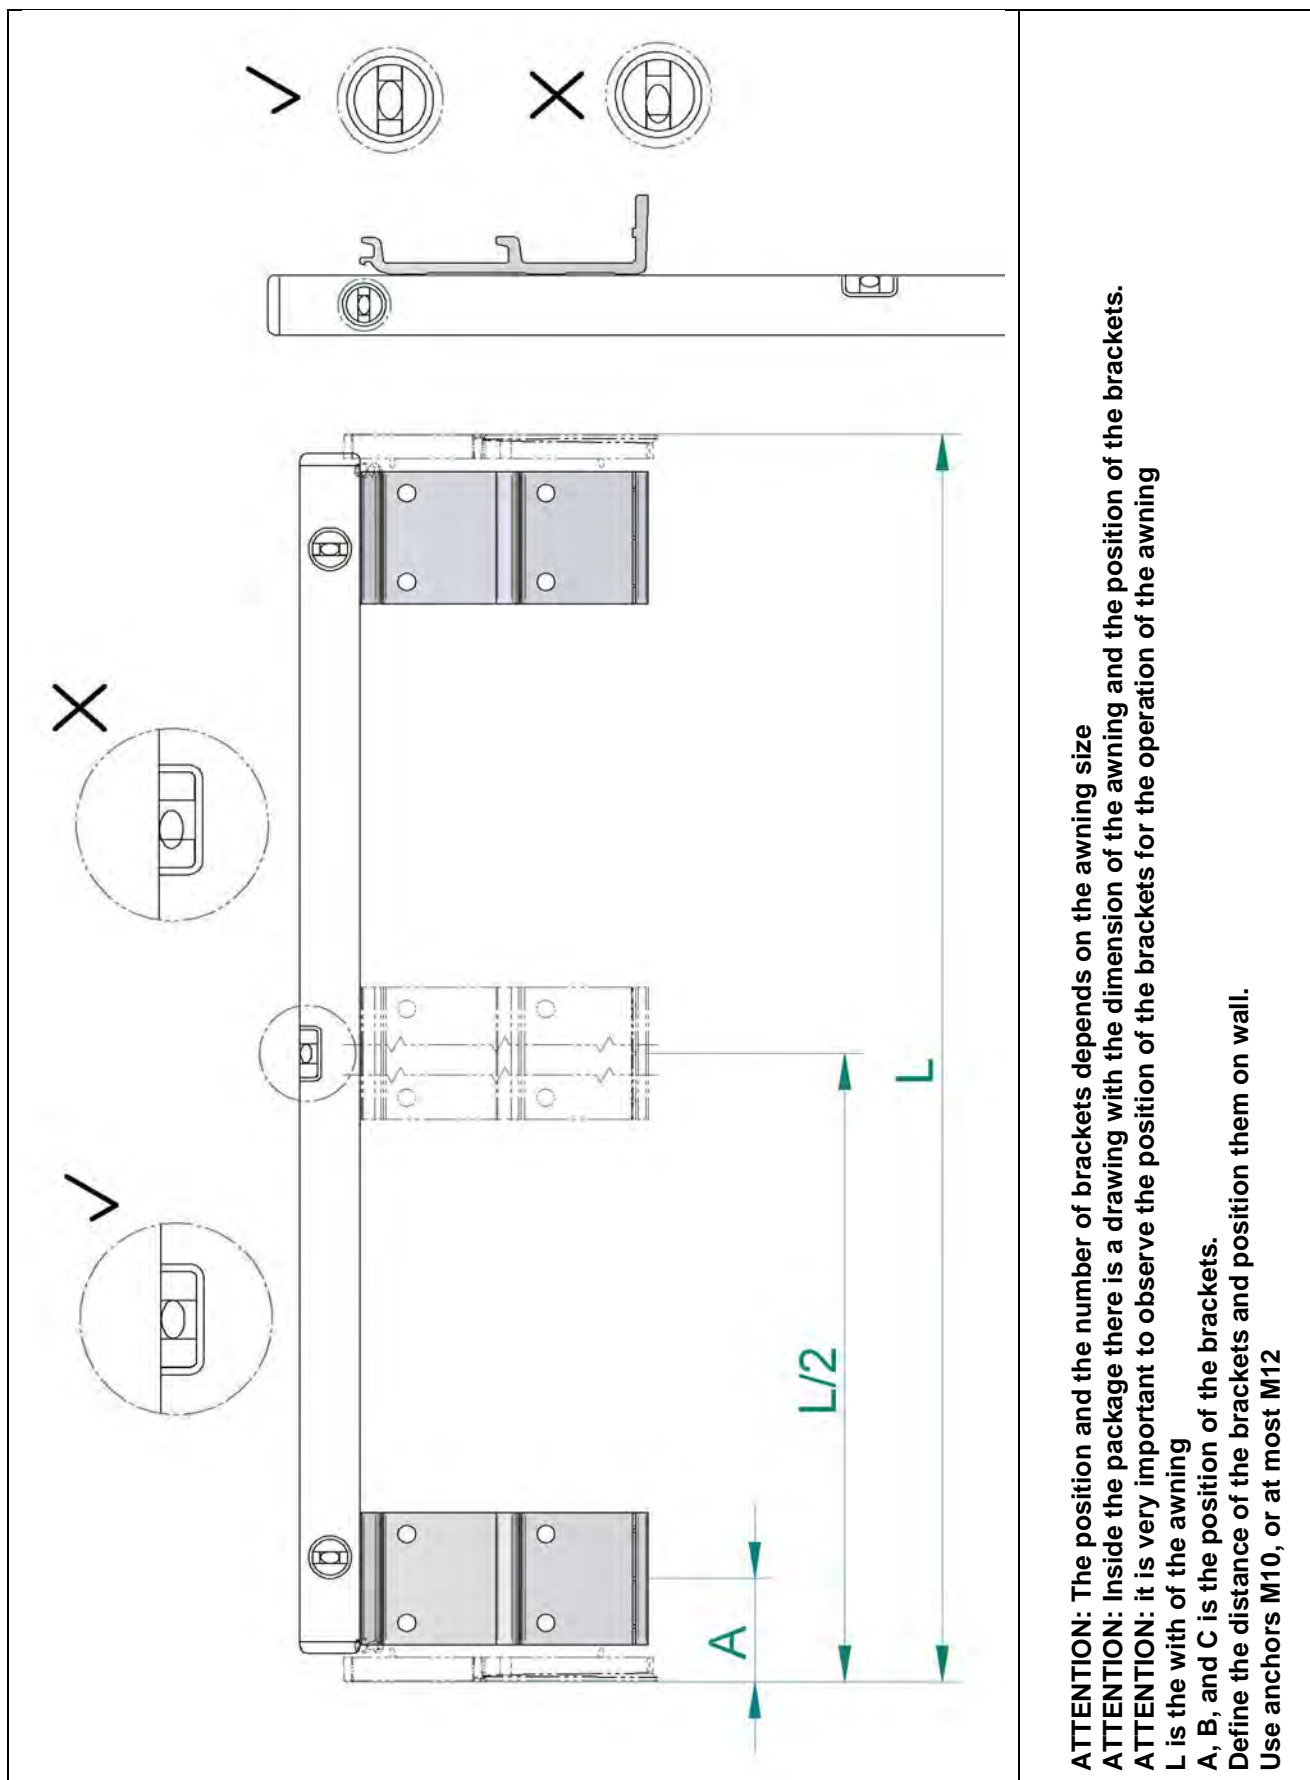 A
L/2
L
ATTENTION: The position and the number of brackets depends on the awning size
ATTENTION: Inside the package there is a drawing with the dimension of the awning and the position of the brackets.
ATTENTION: it is very important to observe the position of the brackets for the operation of the awning
L is the with of the awning
A, B, and C is the position of the brackets.
Define the distance of the brackets and position them on wall.
Use anchors M10, or at most M12